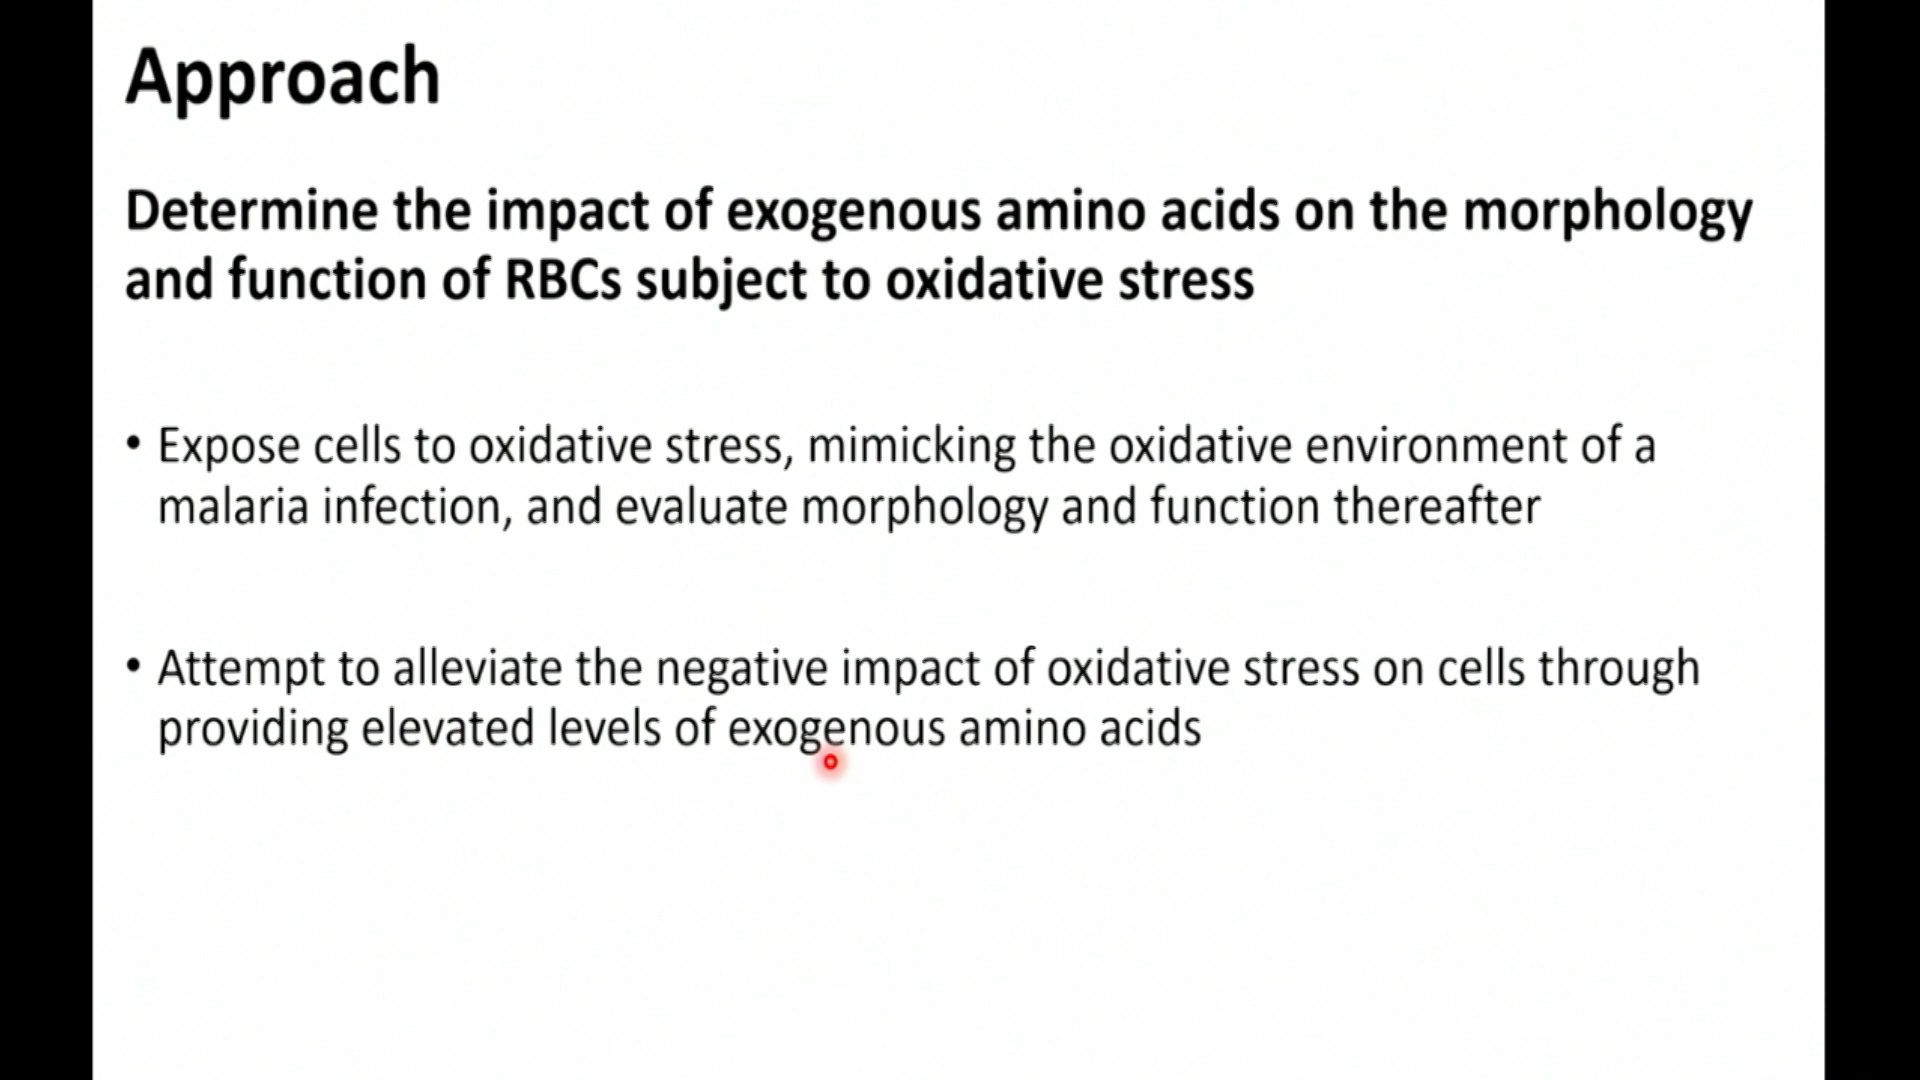 Approach
Determine the impact of exogenous amino acids on the morphology
and function of RBCs subject to oxidative stress
• Expose cells to oxidative stress, mimicking the oxidative environment of a
malaria infection, and evaluate morphology and function thereafter
• Attempt to alleviate the negative impact of oxidative stress on cells through
providing elevated levels of exogenous amino acids